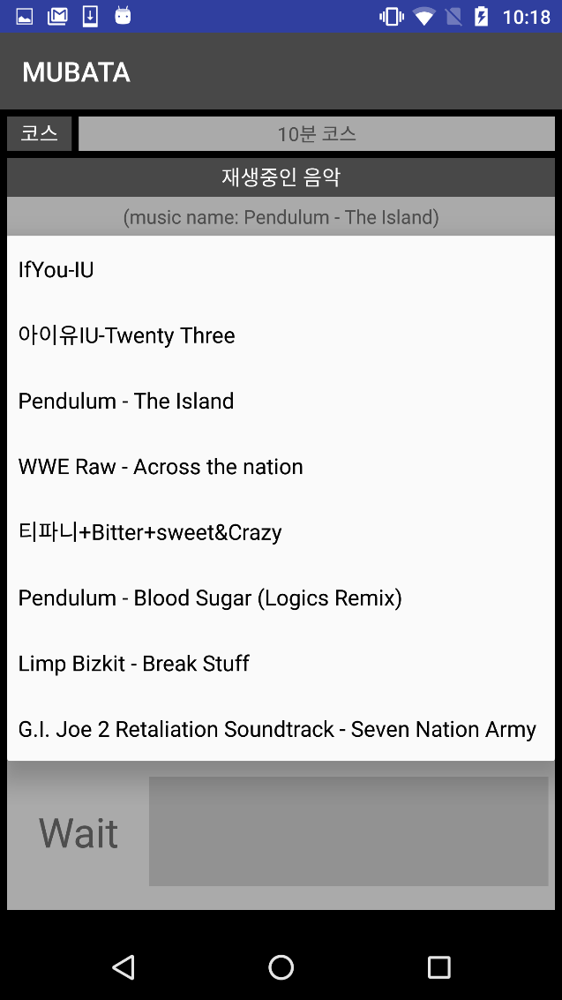 10:18
MUBATA
코스
10분 코스
재생중인 음악
(music name: Pendulum - The Island)
IfYou-IU
아이유IU-Twenty Three
Pendulum - The Island
WWE Raw - Across the nation
티파니+Bitter+sweet&Crazy
Pendulum - Blood Sugar (Logics Remix)
Limp Bizkit - Break Stuff
G.I. Joe 2 Retaliation Soundtrack - Seven Nation Army
Wait